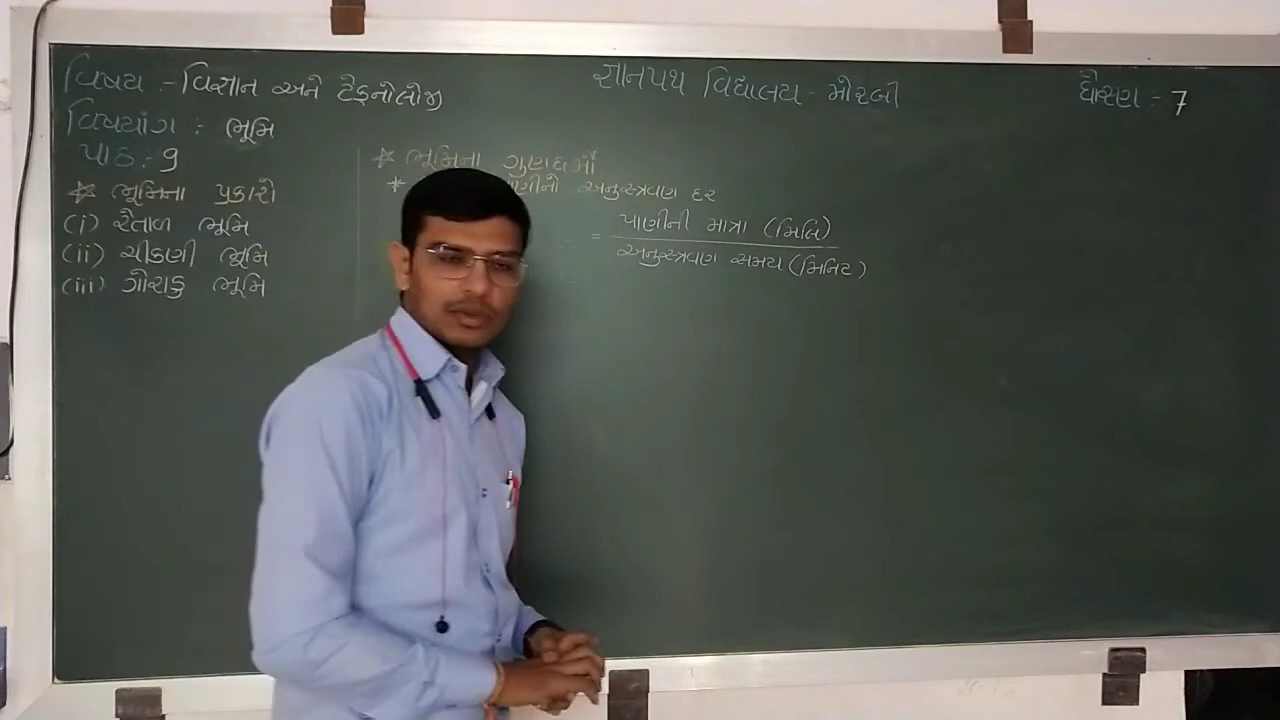 વિષય :- વિજ્ઞાન અને ટેકનોલોજી
જ્ઞાનપથ વિદ્યાલય - મોરબી
ધોરણ :- 7
વિષયાંગ :- ભૂમિ
પાઠ :- 9
* ભૂમિના પ્રકારો
(i) રેતાળ ભૂમિ
(ii) ચીકણી ભૂમિ
(iii) ગોરાડુ ભૂમિ
* ભૂમિના ગુણધર્મો
* પાણીનો અનુસ્ત્રવણ દર
= પાણીની માત્રા (મિલિ)
અનુસ્ત્રવણ સમય (મિનિટ)